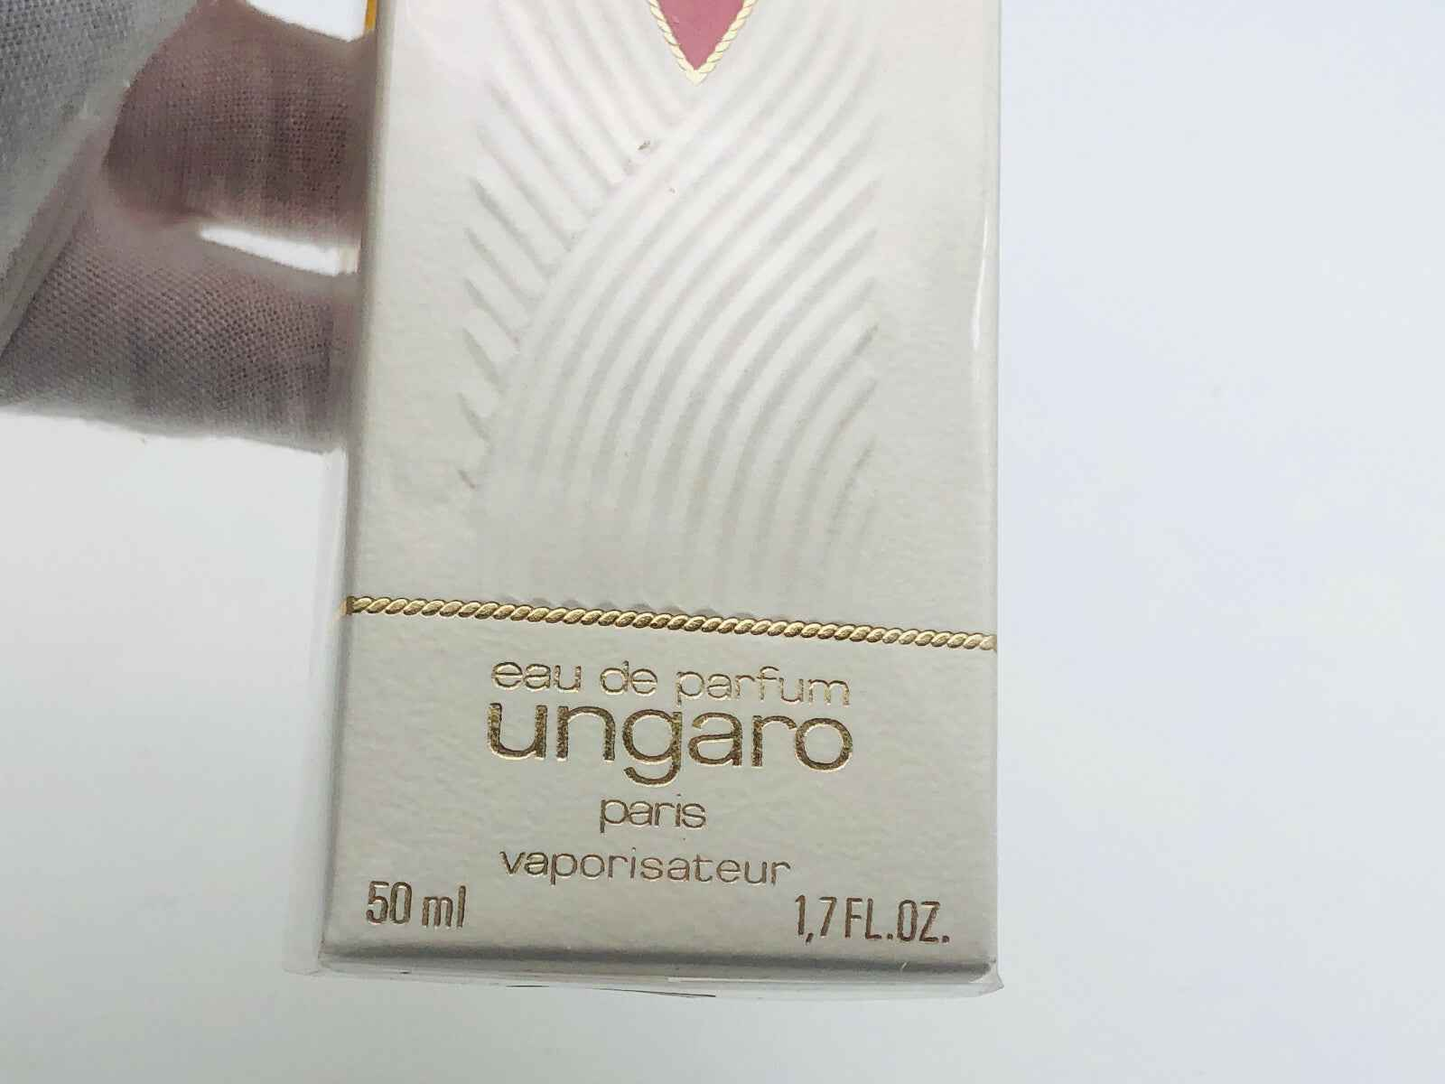 eau de parfum
ungaro
paris
vaporisateur
50 ml 1,7 FL.OZ.